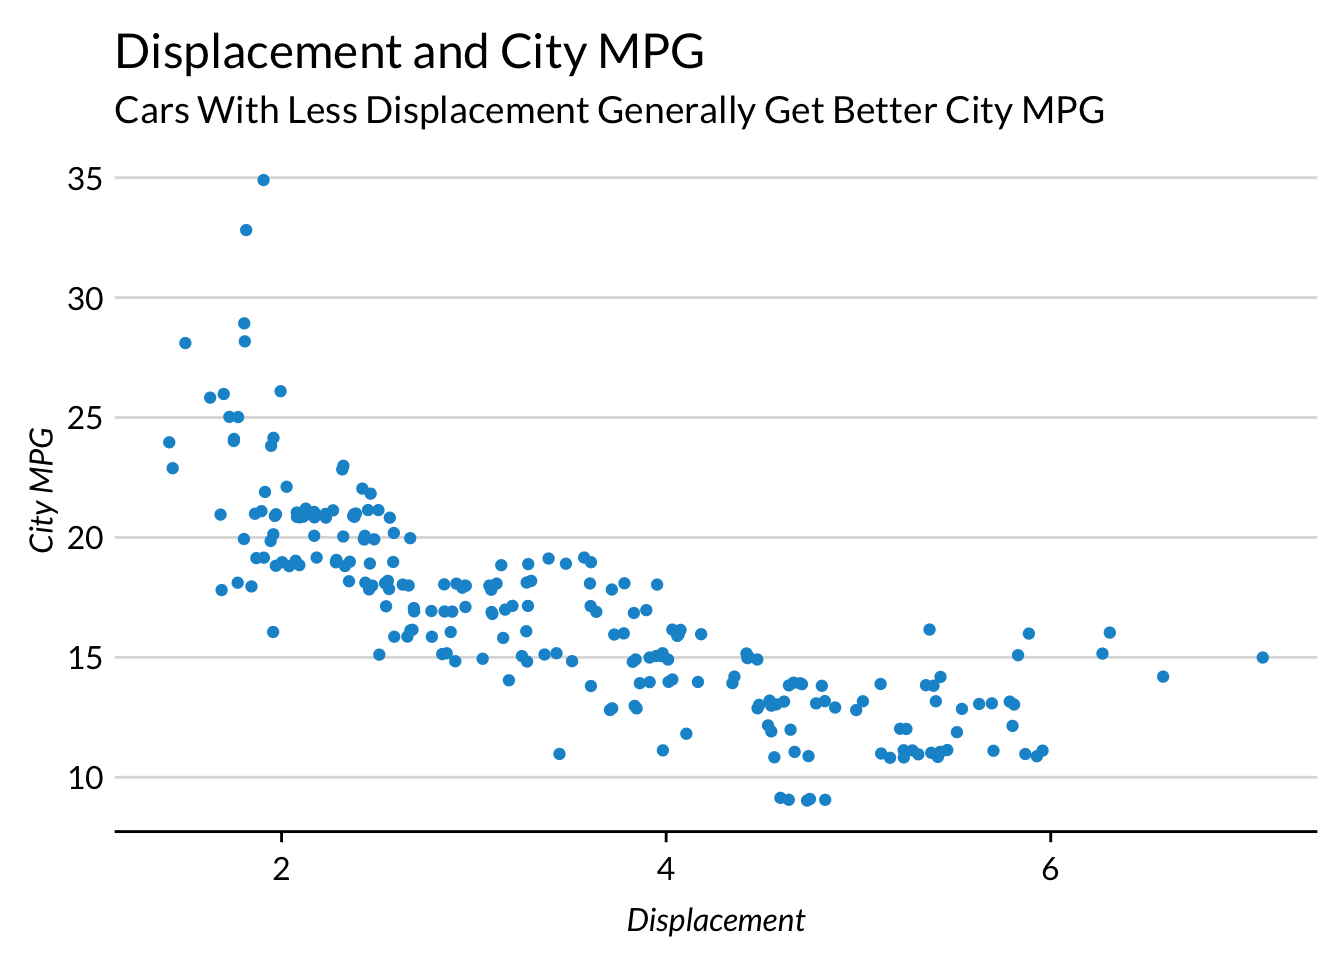 Displacement and City MPG
Cars With Less Displacement Generally Get Better City MPG
35
30
25
20
15
10
City MPG
2 4 6
Displacement